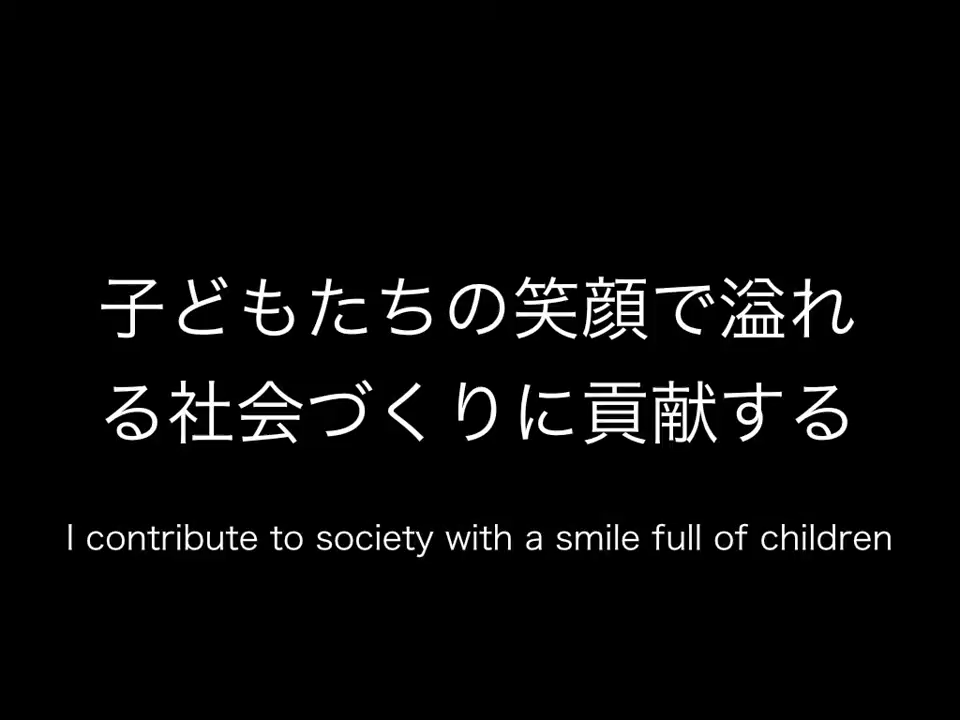 子どもたちの笑顔で溢れ
る社会づくりに貢献する
I contribute to society with a smile full of children